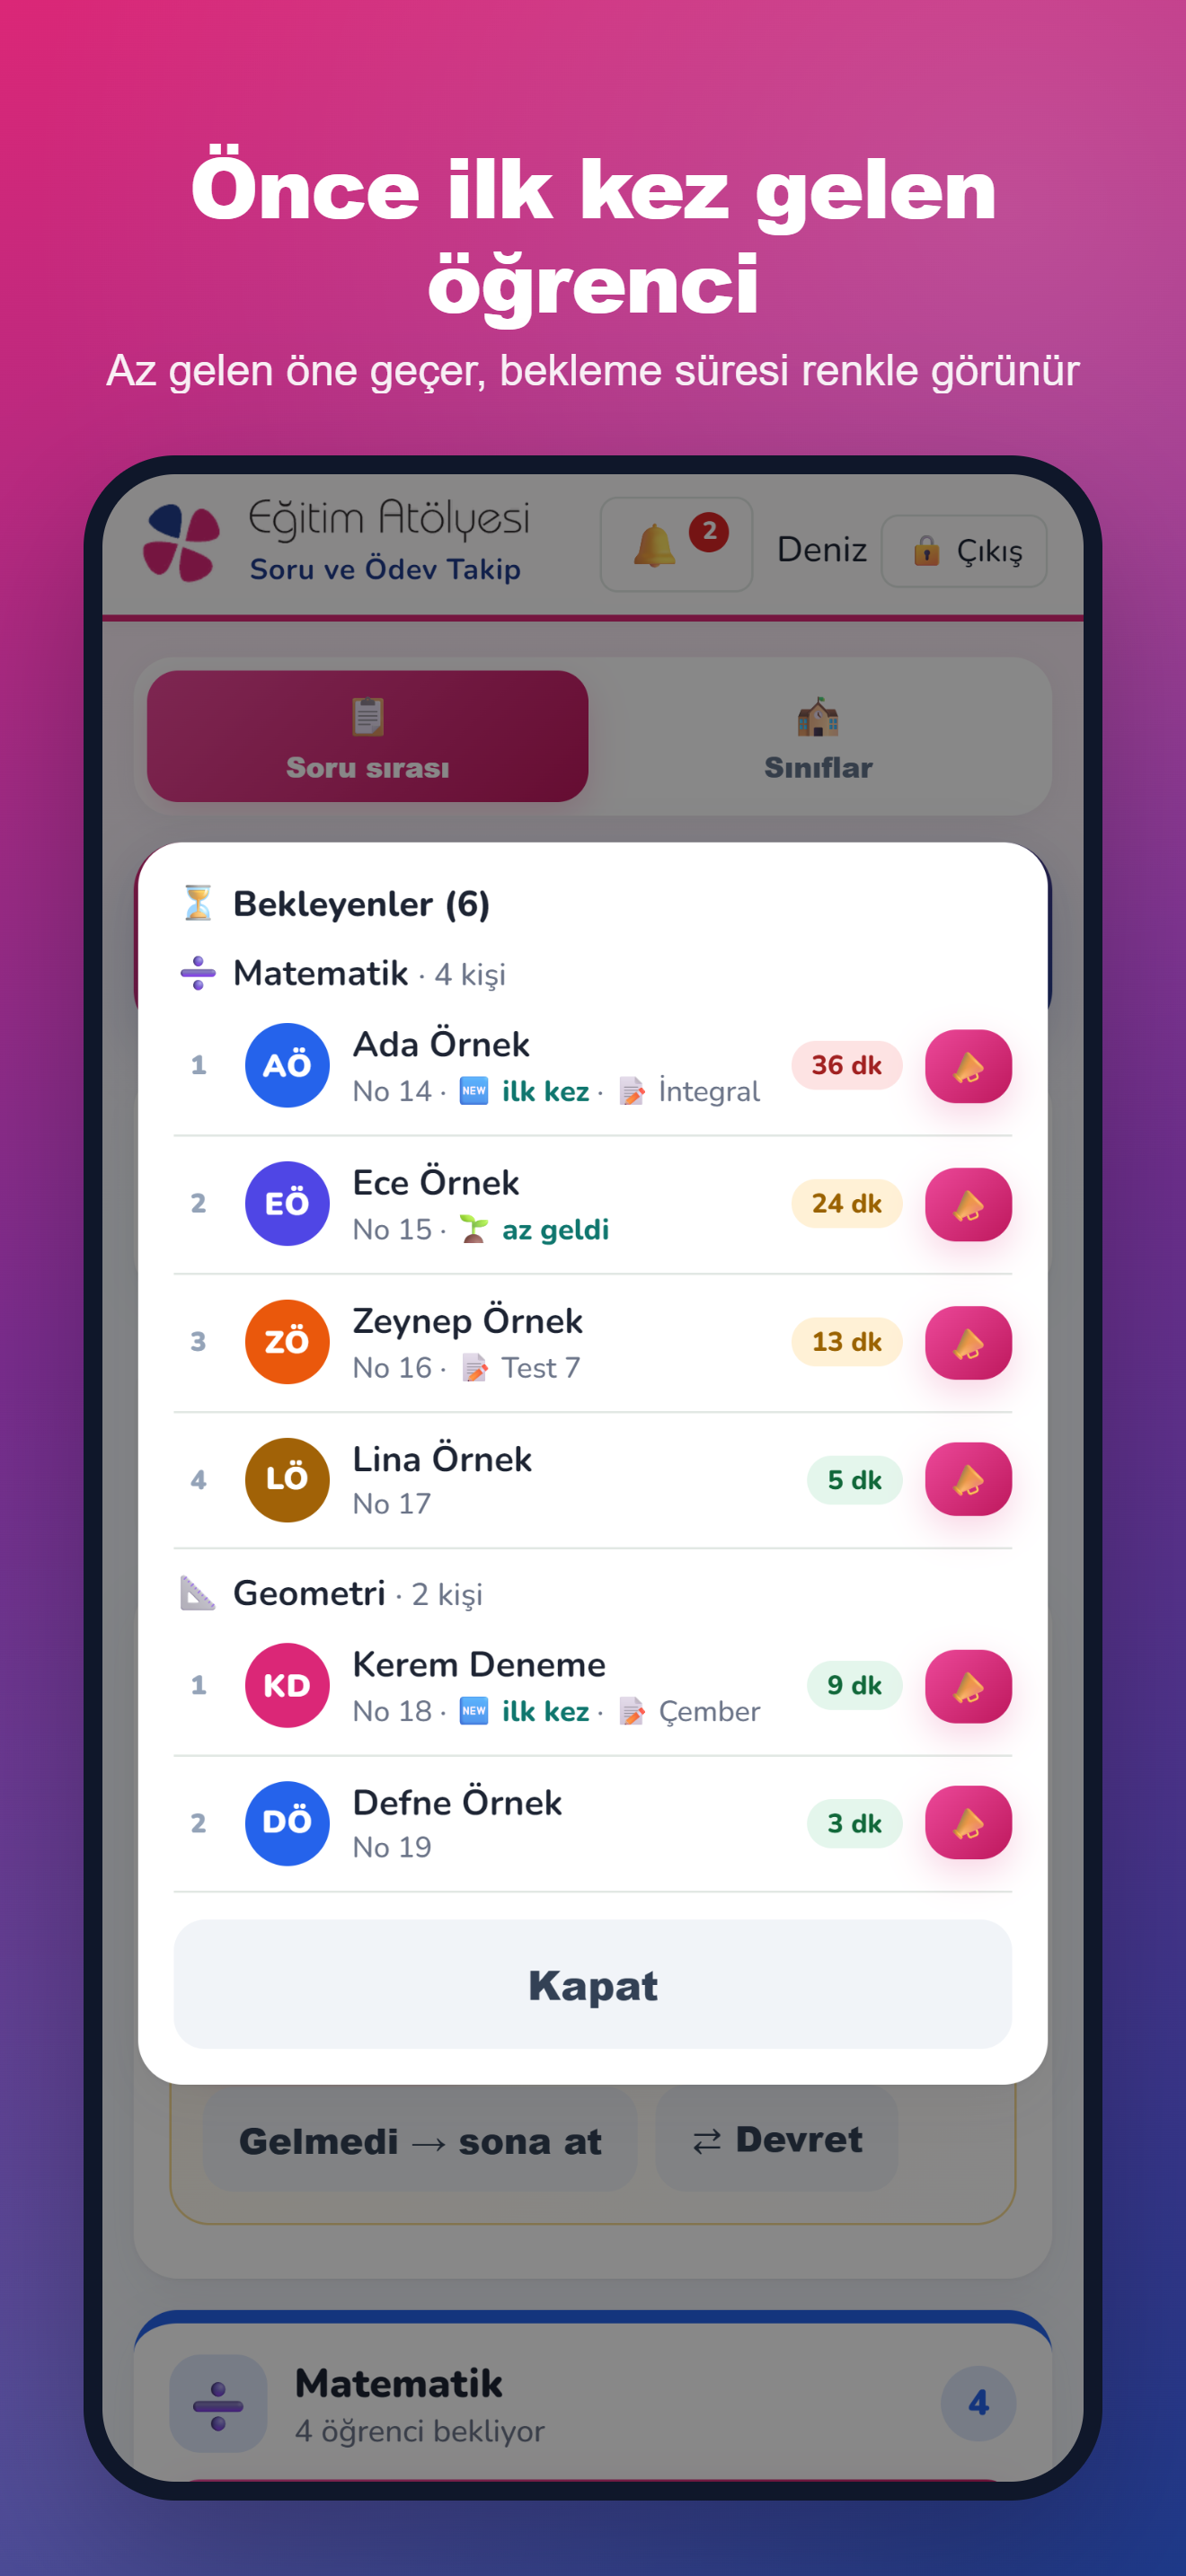 Önce ilk kez gelen
öğrenci
Az gelen öne geçer, bekleme süresi renkle görünür
Eğitim Atölyesi
Soru ve Ödev Takip
2
Deniz
Çıkış
Soru sırası
Sınıflar
Bekleyenler (6)
Matematik · 4 kişi
1
AÖ
Ada Örnek
No 14 · NEW ilk kez · İntegral
36 dk
2
EÖ
Ece Örnek
No 15 · az geldi
24 dk
3
ZÖ
Zeynep Örnek
No 16 · Test 7
13 dk
4
LÖ
Lina Örnek
No 17
5 dk
Geometri · 2 kişi
1
KD
Kerem Deneme
No 18 · NEW ilk kez · Çember
9 dk
2
DÖ
Defne Örnek
No 19
3 dk
Kapat
Gelmedi → sona at
⇄ Devret
Matematik
4 öğrenci bekliyor
4